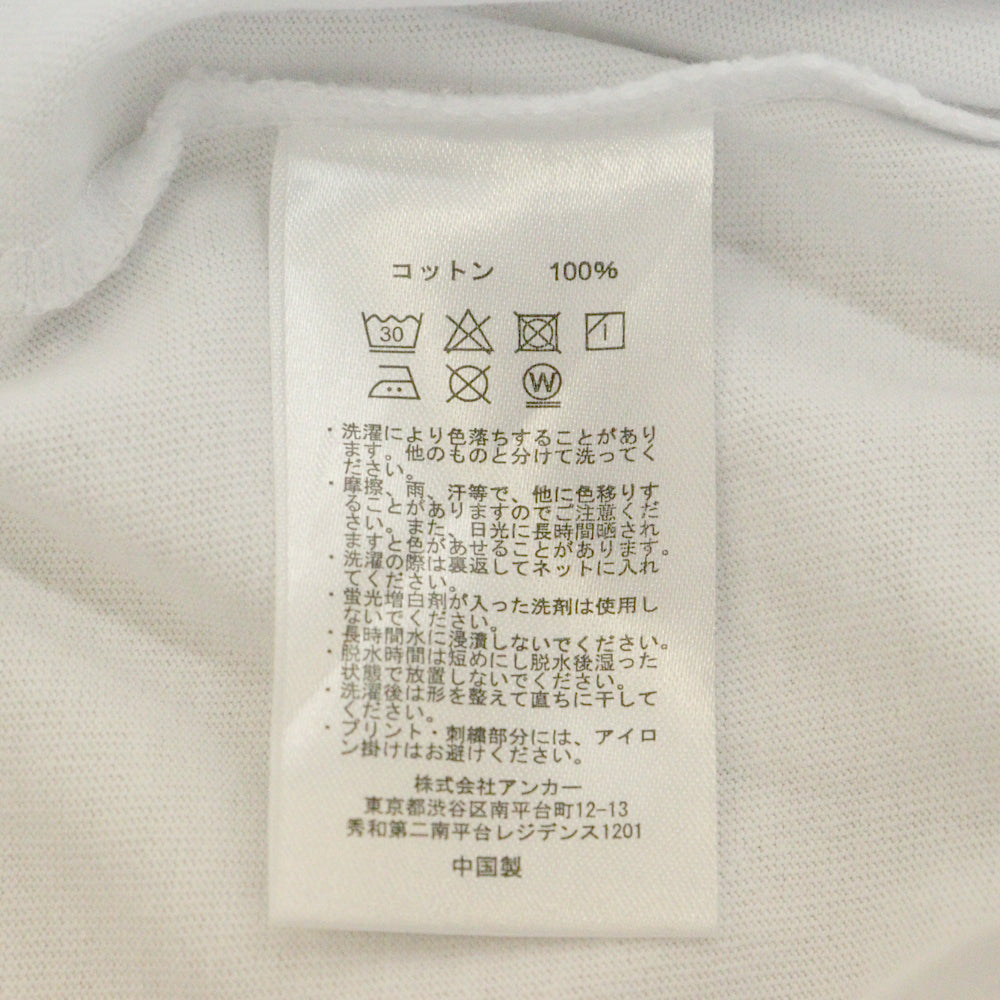 コットン 100%
30
W
・洗濯により色落ちすることがあり
ます。他のものと分けて洗ってく
ださい。
・摩擦、雨、汗等で、他に色移りす
ることがありますのでご注意くだ
さい。また、日光に長時間晒され
ますと色があせることがあります。
・洗濯の際は裏返してネットに入れ
てください。
・蛍光増白剤が入った洗剤は使用し
ないでください。
・長時間水に浸漬しないでください。
・脱水時間は短めにし脱水後湿った
状態で放置しないでください。
・洗濯後は形を整えて直ちに干して
ください。
・プリント・刺繍部分には、アイロ
ン掛けはお避けください。
株式会社アンカー
東京都渋谷区南平台町12-13
秀和第二南平台レジデンス1201
中国製